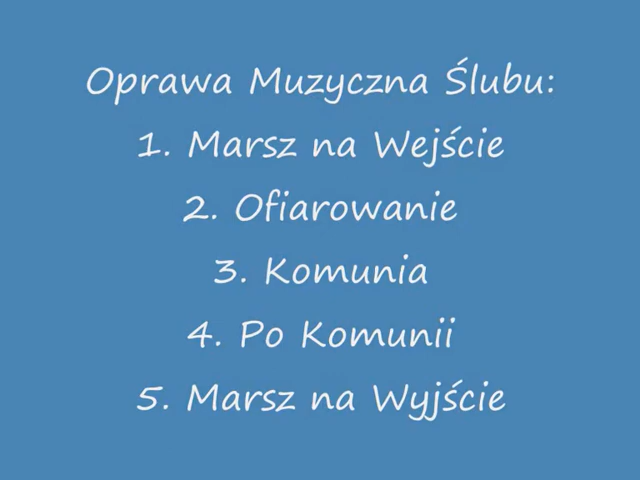 Oprawa Muzyczna Ślubu:
1. Marsz na Wejście
2. Ofiarowanie
3. Komunia
4. Po Komunii
5. Marsz na Wyjście